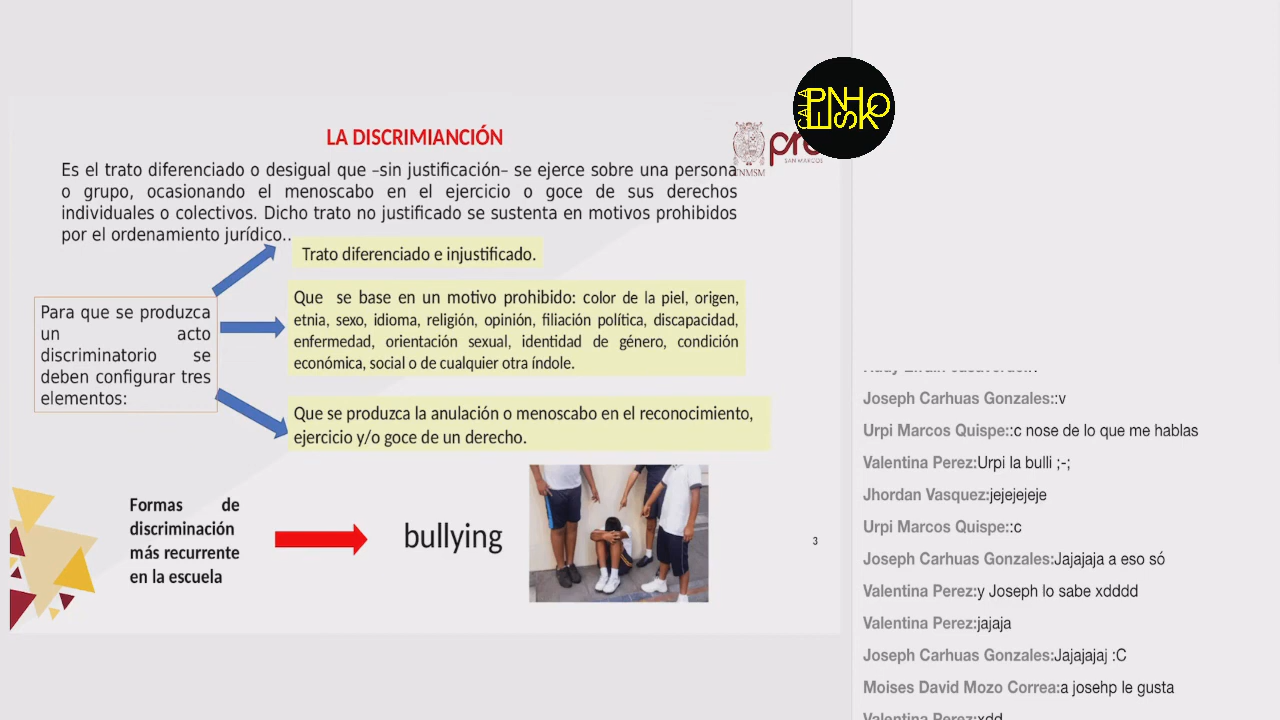 LA DISCRIMIANCIÓN
Es el trato diferenciado o desigual que –sin justificación– se ejerce sobre una persona
o grupo, ocasionando el menoscabo en el ejercicio o goce de sus derechos
individuales o colectivos. Dicho trato no justificado se sustenta en motivos prohibidos
por el ordenamiento jurídico..
SAN MARCOS
Trato diferenciado e injustificado.
Para que se produzca
un acto
discriminatorio se
deben configurar tres
elementos:
Que se base en un motivo prohibido: color de la piel, origen,
etnia, sexo, idioma, religión, opinión, filiación política, discapacidad,
enfermedad, orientación sexual, identidad de género, condición
económica, social o de cualquier otra índole.
Que se produzca la anulación o menoscabo en el reconocimiento,
ejercicio y/o goce de un derecho.
Formas de
discriminación
más recurrente
en la escuela
bullying
3
Joseph Carhuas Gonzales::v
Urpi Marcos Quispe::c nose de lo que me hablas
Valentina Perez:Urpi la bulli ;-;
Jhordan Vasquez:jejejejeje
Urpi Marcos Quispe::c
Joseph Carhuas Gonzales:Jajajaja a eso só
Valentina Perez:y Joseph lo sabe xdddd
Valentina Perez:jajaja
Joseph Carhuas Gonzales:Jajajajaj :C
Moises David Mozo Correa:a josehp le gusta
Valentina Perez:xdd